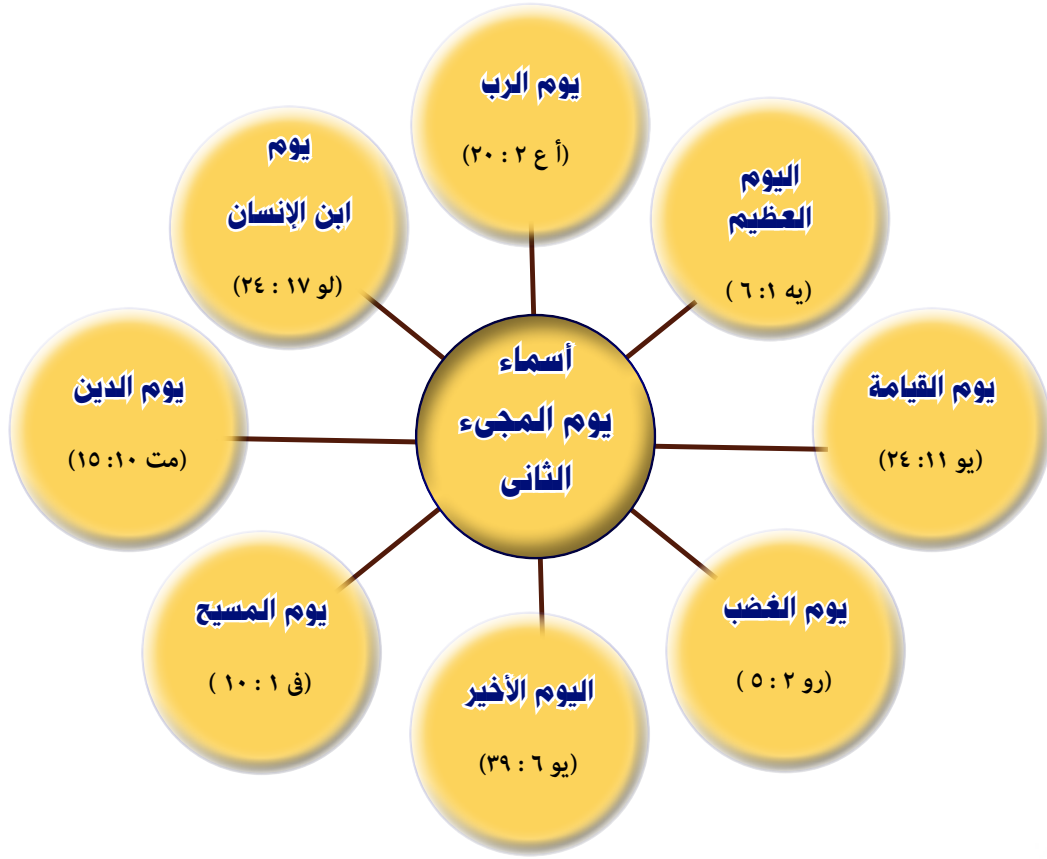 أسماء
يوم المجىء
الثانى
يوم الرب
(أ ع ٢ : ٢٠)
اليوم
العظيم
(يه ١: ٦ )
يوم القيامة
(يو ١١: ٢٤)
يوم الغضب
(رو ٢ : ٥ )
اليوم الأخير
(يو ٦ : ٣٩)
يوم المسيح
(فى ١ : ١٠ )
يوم الدين
(مت ١٠: ١٥)
يوم
ابن الإنسان
(لو ١٧ : ٢٤)